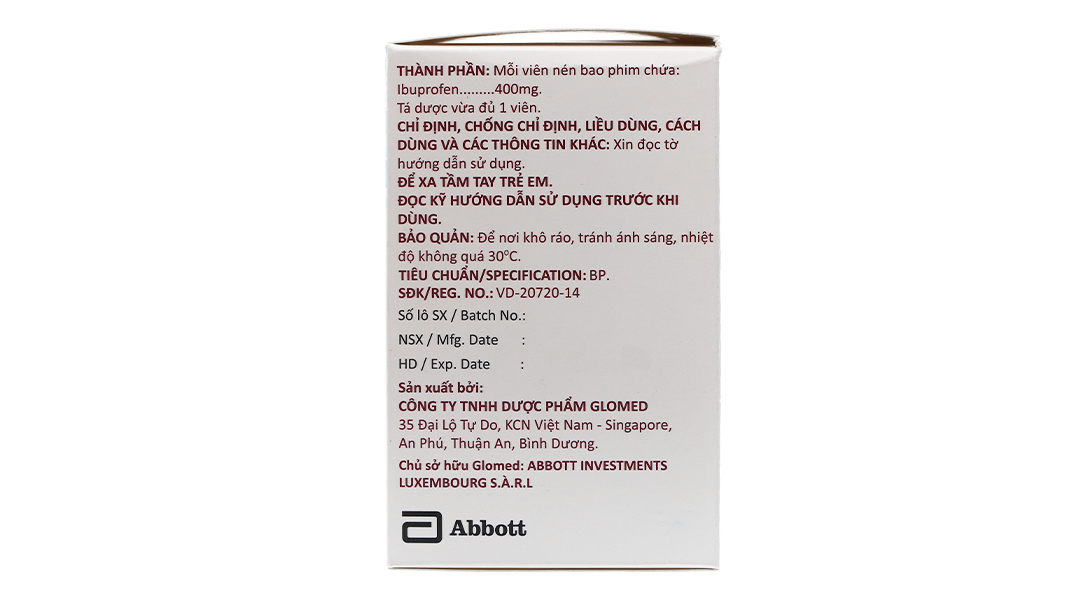 THÀNH PHẦN: Mỗi viên nén bao phim chứa:
Ibuprofen.........400mg.
Tá dược vừa đủ 1 viên.
CHỈ ĐỊNH, CHỐNG CHỈ ĐỊNH, LIỀU DÙNG, CÁCH
DÙNG VÀ CÁC THÔNG TIN KHÁC: Xin đọc tờ
hướng dẫn sử dụng.
ĐỂ XA TẦM TAY TRẺ EM.
ĐỌC KỸ HƯỚNG DẪN SỬ DỤNG TRƯỚC KHI
DÙNG.
BẢO QUẢN: Để nơi khô ráo, tránh ánh sáng, nhiệt
độ không quá 30°C.
TIÊU CHUẨN/SPECIFICATION: BP.
SĐK/REG. NO.: VD-20720-14
Số lô SX / Batch No.:
NSX / Mfg. Date :
HD / Exp. Date :
Sản xuất bởi:
CÔNG TY TNHH DƯỢC PHẨM GLOMED
35 Đại Lộ Tự Do, KCN Việt Nam - Singapore,
An Phú, Thuận An, Bình Dương.
Chủ sở hữu Glomed: ABBOTT INVESTMENTS
LUXEMBOURG S.À.R.L
Abbott